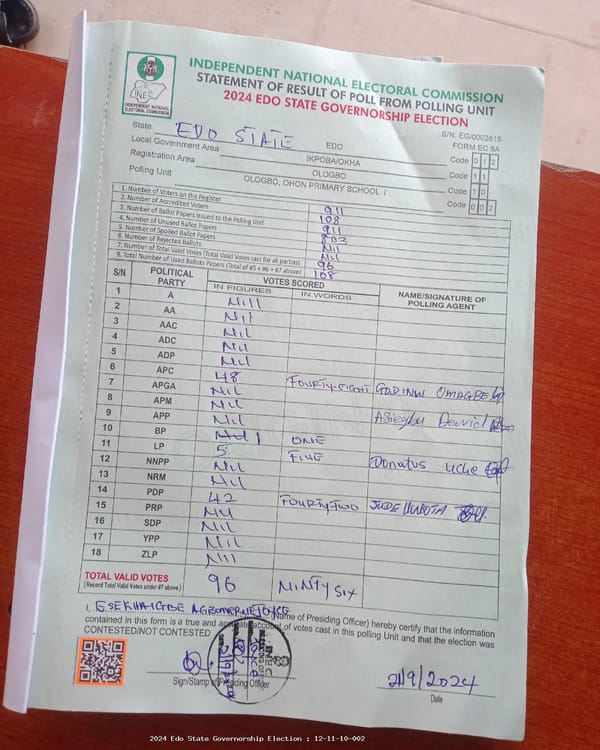 INDEPENDENT NATIONAL ELECTORAL COMMISSION
STATEMENT OF RESULT OF POLL FROM POLLING UNIT
2024 EDO STATE GOVERNORSHIP ELECTION
INEC
INDEPENDENT NATIONAL ELECTORAL COMMISSION
S/N: EG/0002615
FORM EC 8A
State EDO STATE EDO Code 0 1 2
Local Government Area IKPOBA/OKHA Code 1 1
Registration Area OLOGBO Code 1 0
Polling Unit OLOGBO, OHON PRIMARY SCHOOL I Code 0 0 2
1. Number of Voters on the Register 911
2. Number of Accredited Voters 108
3. Number of Ballot Papers Issued to the Polling Unit 911
4. Number of Unused Ballot Papers 803
5. Number of Spoiled Ballot Papers Nil
6. Number of Rejected Ballots Nil
7. Number of Total Valid Votes (Total Valid Votes cast for all parties) 96
8. Total Number of Used Ballots Papers (Total of #5 + #6 + #7 above) 108
S/N POLITICAL PARTY VOTES SCORED NAME/SIGNATURE OF POLLING AGENT
IN FIGURES IN WORDS
1 A Nill
2 AA Nil
3 AAC Nil
4 ADC Nil
5 ADP Nil
6 APC 48 FOURTY-EIGHT GODINW OMAGBE
7 APGA Nil
8 APM Nil David
9 APP Nil
10 BP 1 ONE
11 LP 5 FIVE Donatus Uche
12 NNPP Nil
13 NRM Nil
14 PDP 42 FOURTY TWO JUDE
15 PRP Nil
16 SDP Nil
17 YPP Nil
18 ZLP Nil
TOTAL VALID VOTES 96 NINTY SIX
(Record Total Valid Votes under #7 above)
I, (Name of Presiding Officer) hereby certify that the information
contained in this form is a true and accurate account of votes cast in this polling Unit and that the election was
CONTESTED/NOT CONTESTED
INEC
Sign/Stamp of Presiding Officer
21/9/2024
Date
2024 Edo State Governorship Election : 12-11-10-002